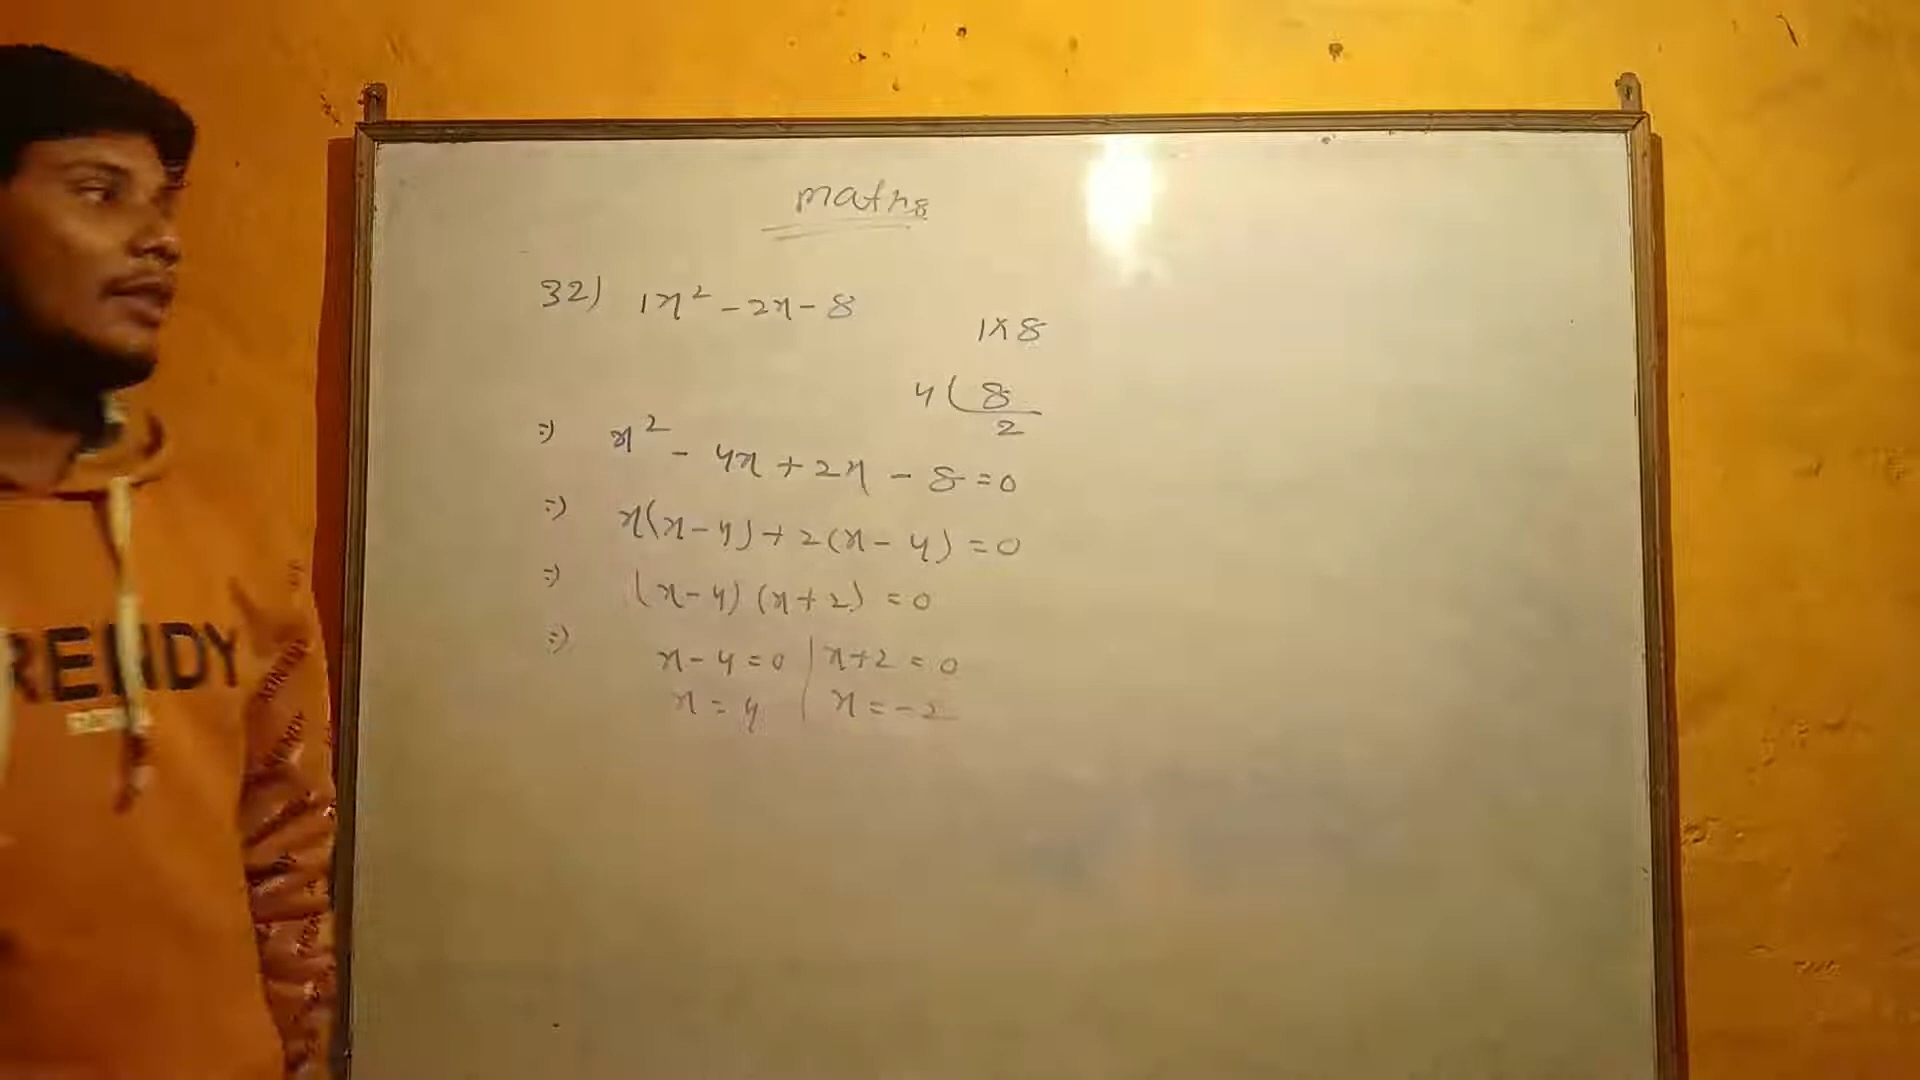 maths
32) 1x² - 2x - 8
1x8
4 ( 8
2
=) x² - 4x + 2x - 8 = 0
=) x(x-4) + 2(x-4) = 0
=) (x-4) (x+2) = 0
=) x-4=0 | x+2 = 0
x = 4 | x = -2
RENDY